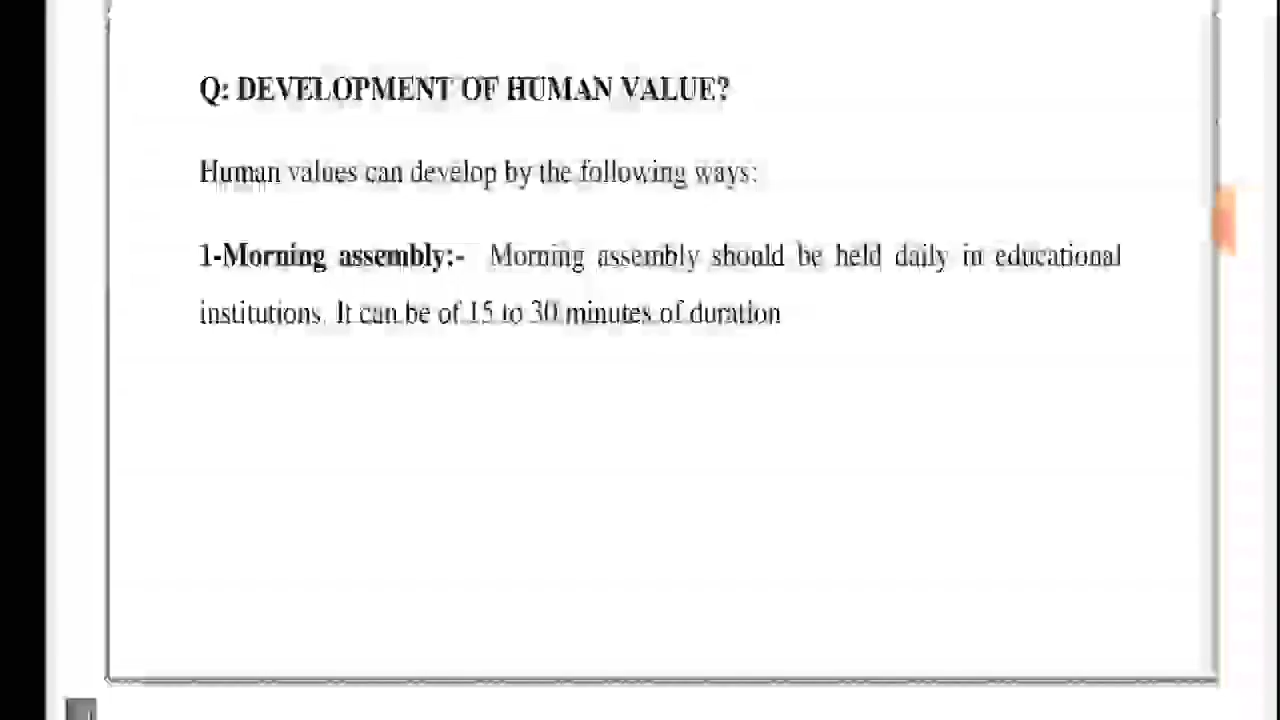 Q: DEVELOPMENT OF HUMAN VALUE?
Human values can develop by the following ways:
1-Morning assembly:- Morning assembly should be held daily in educational
institutions. It can be of 15 to 30 minutes of duration